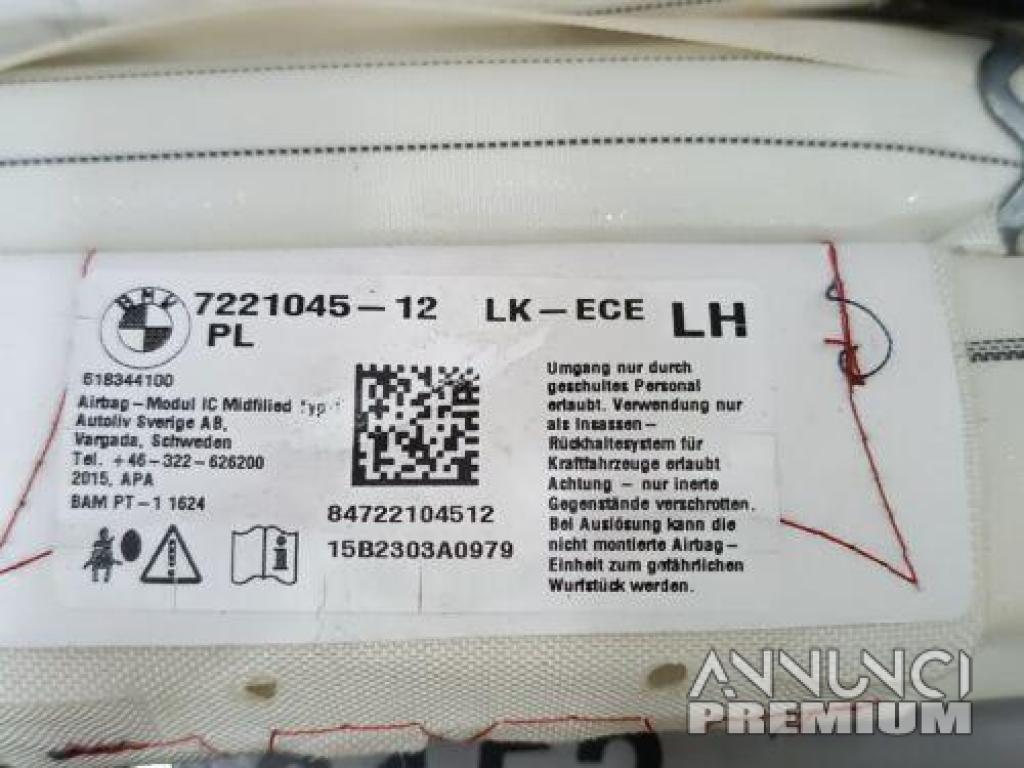 BMW
7221045-12 LK-ECE LH
PL
618344100
Airbag-Modul IC Midfilied Typ
Autoliv Sverige AB,
Vargada, Schweden
Tel. +46-322-626200
2015, APA
BAM PT-1 1624
84722104512
15B2303A0979
Umgang nur durch
geschultes Personal
erlaubt. Verwendung nur
als Insassen-
Rückhaltesystem für
Kraftfahrzeuge erlaubt
Achtung - nur inerte
Gegenstände verschrotten.
Bei Auslösung kann die
nicht montierte Airbag-
Einheit zum gefährlichen
Wurfstück werden.
ANNUNCI
PREMIUM